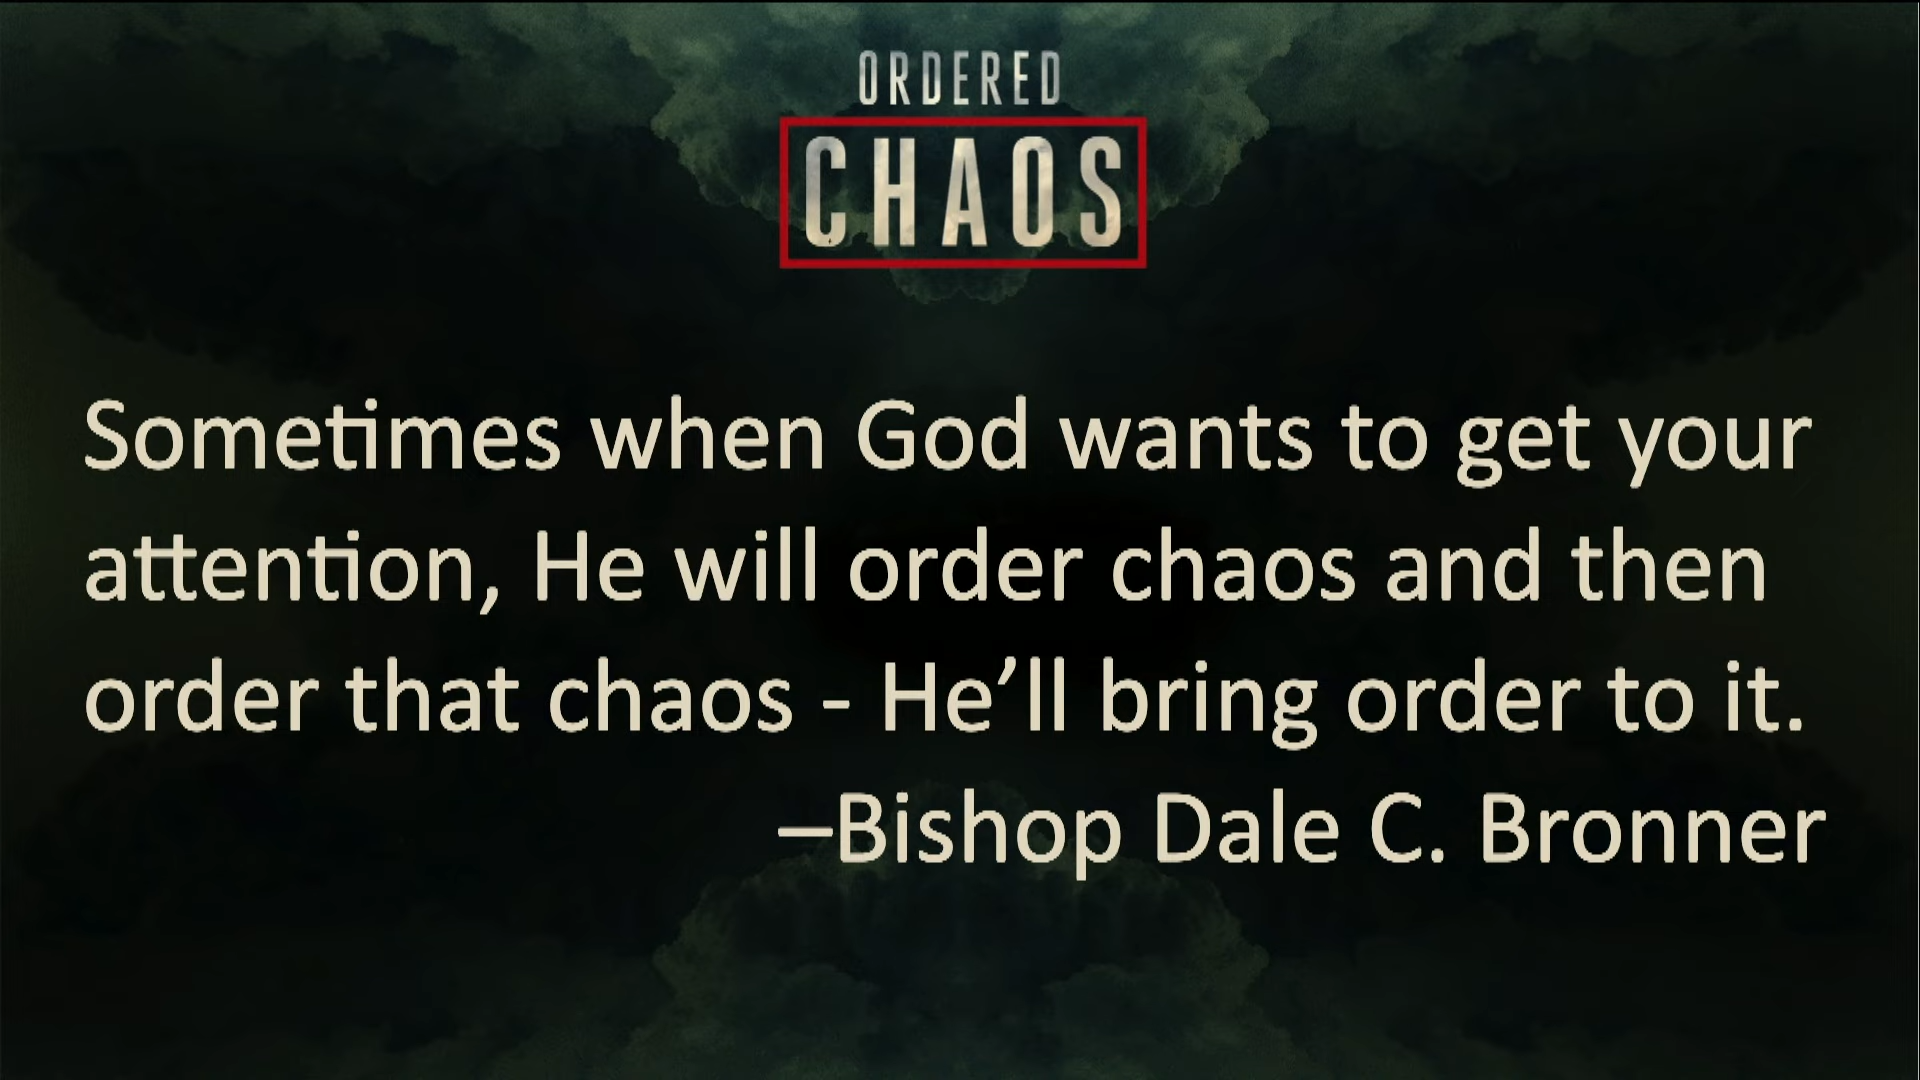 ORDERED
CHAOS
Sometimes when God wants to get your
attention, He will order chaos and then
order that chaos - He’ll bring order to it.
–Bishop Dale C. Bronner